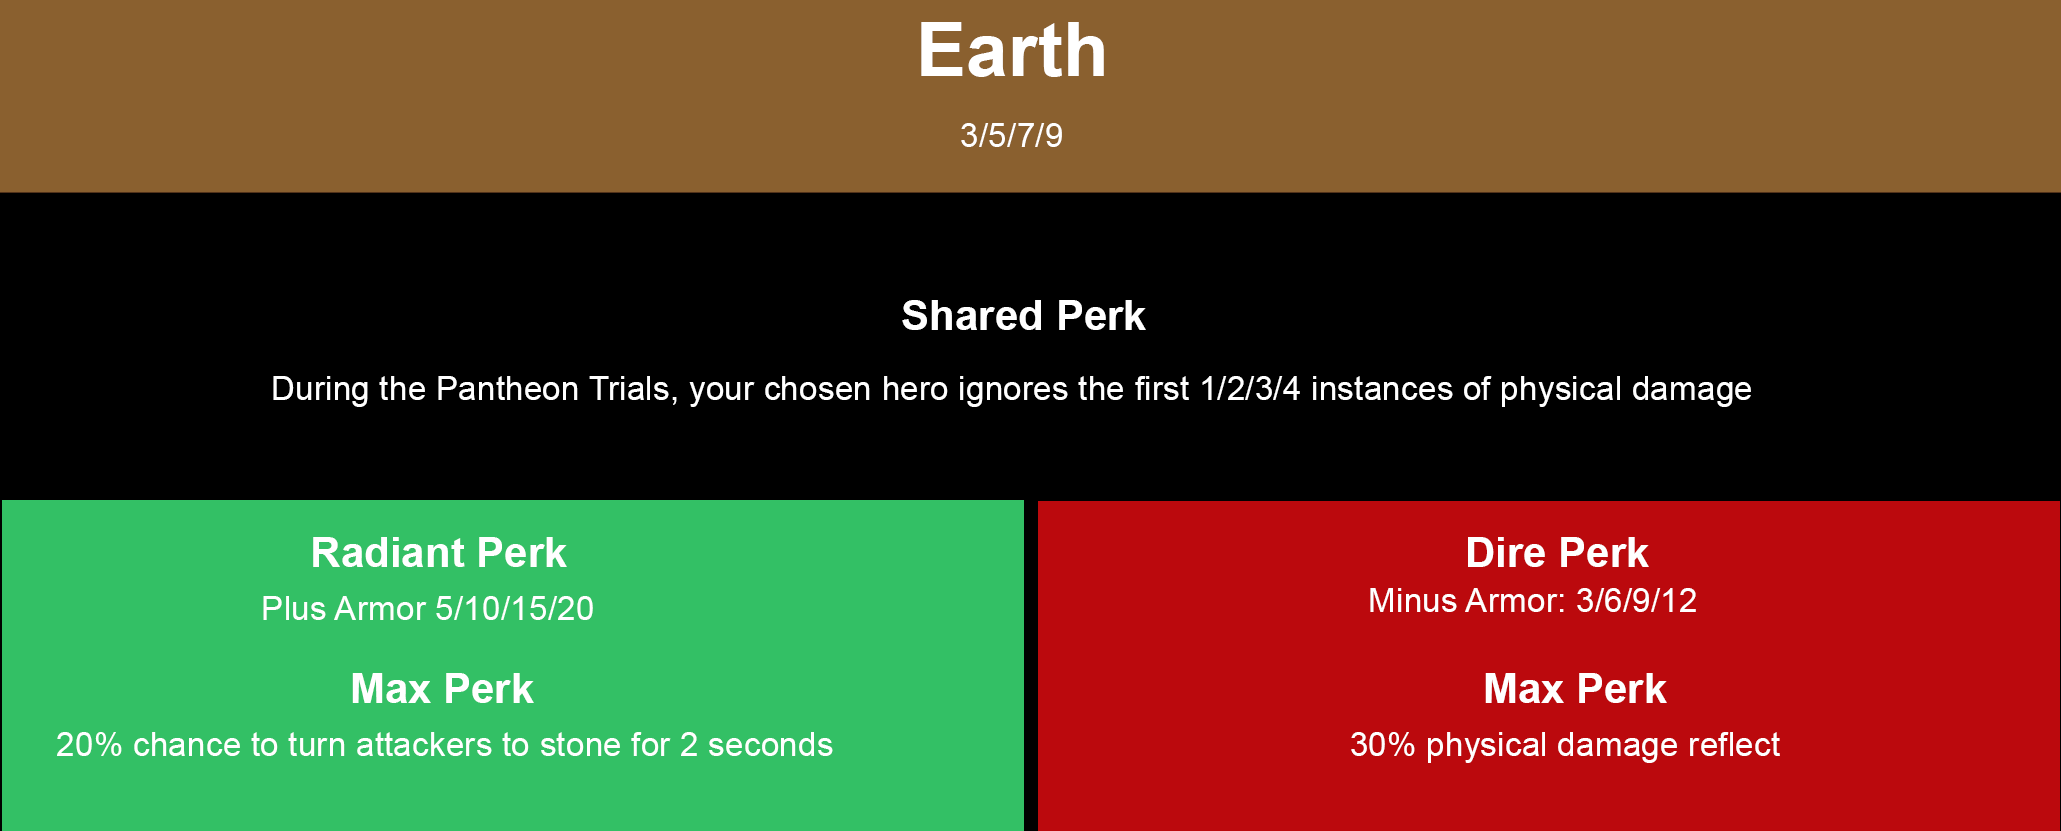 Earth
3/5/7/9
Shared Perk
During the Pantheon Trials, your chosen hero ignores the first 1/2/3/4 instances of physical damage
Radiant Perk
Plus Armor 5/10/15/20
Max Perk
20% chance to turn attackers to stone for 2 seconds
Dire Perk
Minus Armor: 3/6/9/12
Max Perk
30% physical damage reflect